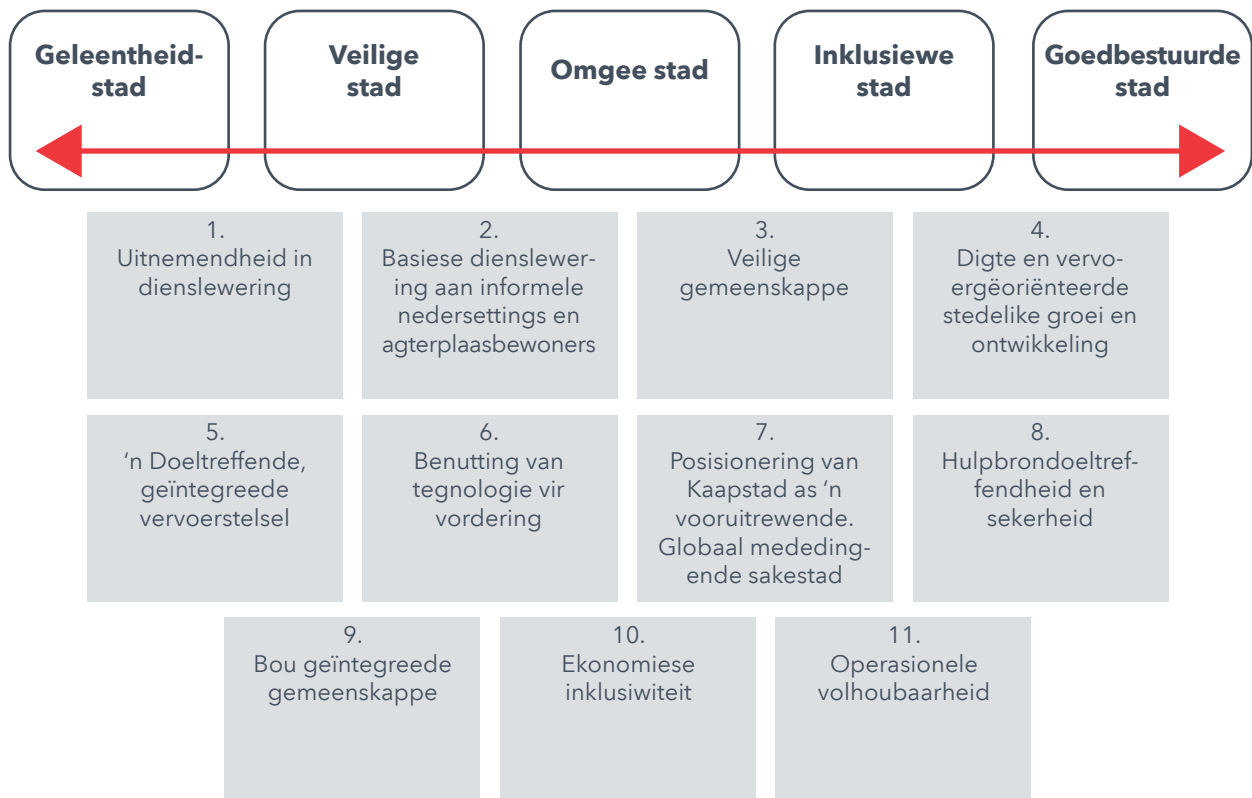 Geleentheid-
stad
Veilige
stad
Omgee stad
Inklusiewe
stad
Goedbestuurde
stad
1.
Uitnemendheid in
dienslewering
2.
Basiese dienslewer-
ing aan informele
nedersettings en
agterplaasbewoners
3.
Veilige
gemeenskappe
4.
Digte en vervo-
ergëoriënteerde
stedelike groei en
ontwikkeling
5.
‘n Doeltreffende,
geïntegreede
vervoerstelsel
6.
Benutting van
tegnologie vir
vordering
7.
Posisionering van
Kaapstad as ‘n
vooruitrewende.
Globaal mededing-
ende sakestad
8.
Hulpbrondoeltref-
fendheid en
sekerheid
9.
Bou geïntegreede
gemeenskappe
10.
Ekonomiese
inklusiwiteit
11.
Operasionele
volhoubaarheid